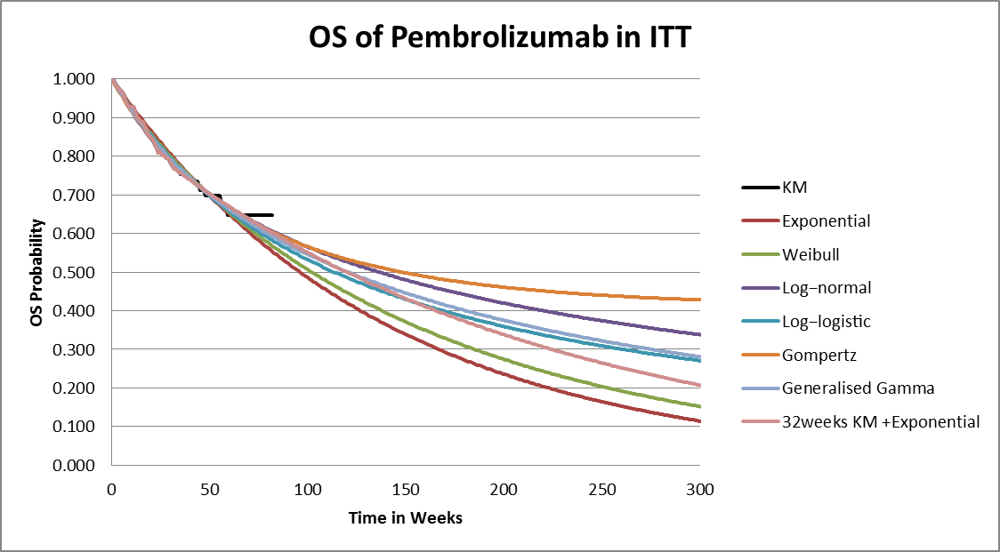 OS of Pembrolizumab in ITT
1.000
0.900
0.800
0.700
0.600
0.500
0.400
0.300
0.200
0.100
0.000
OS Probability
0 50 100 150 200 250 300
Time in Weeks
KM
Exponential
Weibull
Log−normal
Log−logistic
Gompertz
Generalised Gamma
32weeks KM +Exponential